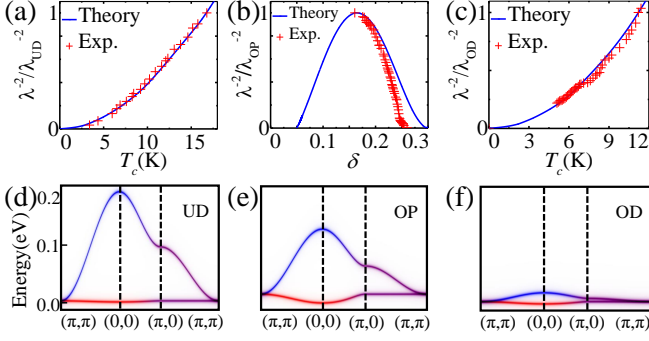 (a)
λ⁻²/λ_UD⁻²
1
0
Theory
Exp.
0 5 10 15
T_c(K)
(b)
λ⁻²/λ_OP⁻²
1
0
Theory
Exp.
0 0.1 0.2 0.3
δ
(c)
λ⁻²/λ_OD⁻²
1
0
Theory
Exp.
0 3 6 9 12
T_c(K)
(d)
Energy(eV)
0.1
0.0
UD
(π,π) (0,0) (π,0) (π,π)
(e)
OP
(π,π) (0,0) (π,0) (π,π)
(f)
OD
(π,π) (0,0) (π,0) (π,π)